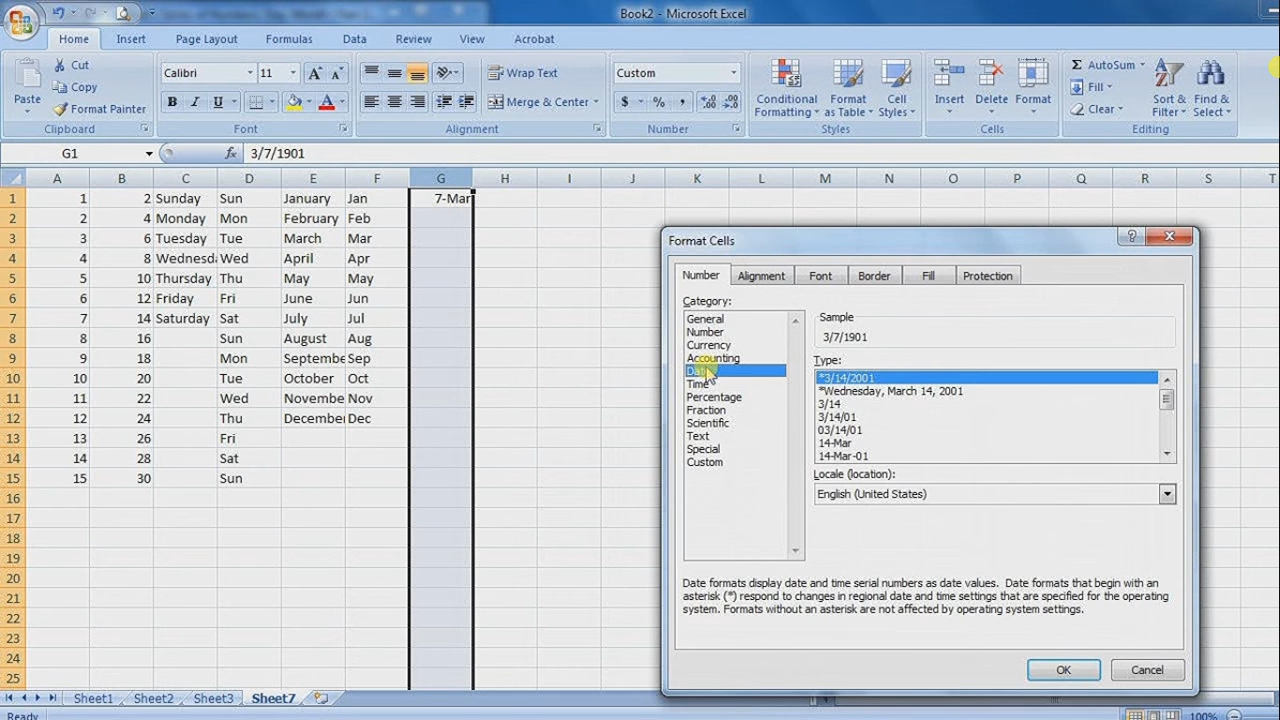 Book2 - Microsoft Excel
Home Insert Page Layout Formulas Data Review View Acrobat
Paste Cut Copy Format Painter
Calibri 11 A A
B I U A
Wrap Text
Merge & Center
Custom
$ % ,
Conditional Formatting Format as Table Cell Styles
Insert Delete Format
Σ AutoSum Fill Clear
Sort & Filter Find & Select
Clipboard Font Alignment Number Styles Cells Editing
G1 fx 3/7/1901
A B C D E F G H I J K L M N O P Q R S T
1 1 2 Sunday Sun January Jan 7-Mar
2 2 4 Monday Mon February Feb
3 3 6 Tuesday Tue March Mar
4 4 8 Wednesda Wed April Apr
5 5 10 Thursday Thu May May
6 6 12 Friday Fri June Jun
7 7 14 Saturday Sat July Jul
8 8 16 Sun August Aug
9 9 18 Mon Septembe Sep
10 10 20 Tue October Oct
11 11 22 Wed Novembe Nov
12 12 24 Thu December Dec
13 13 26 Fri
14 14 28 Sat
15 15 30 Sun
16
17
18
19
20
21
22
23
24
25
Format Cells
Number Alignment Font Border Fill Protection
Category:
General
Number
Currency
Accounting
Date
Time
Percentage
Fraction
Scientific
Text
Special
Custom
Sample
3/7/1901
Type:
*3/14/2001
*Wednesday, March 14, 2001
3/14
3/14/01
03/14/01
14-Mar
14-Mar-01
Locale (location):
English (United States)
Date formats display date and time serial numbers as date values. Date formats that begin with an
asterisk (*) respond to changes in regional date and time settings that are specified for the operating
system. Formats without an asterisk are not affected by operating system settings.
OK Cancel
Sheet1 Sheet2 Sheet3 Sheet7
Ready 100%